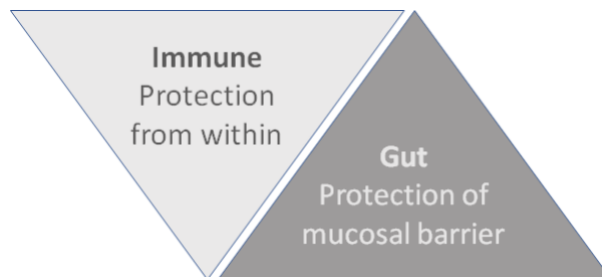 Immune
Protection
from within
Gut
Protection of
mucosal barrier